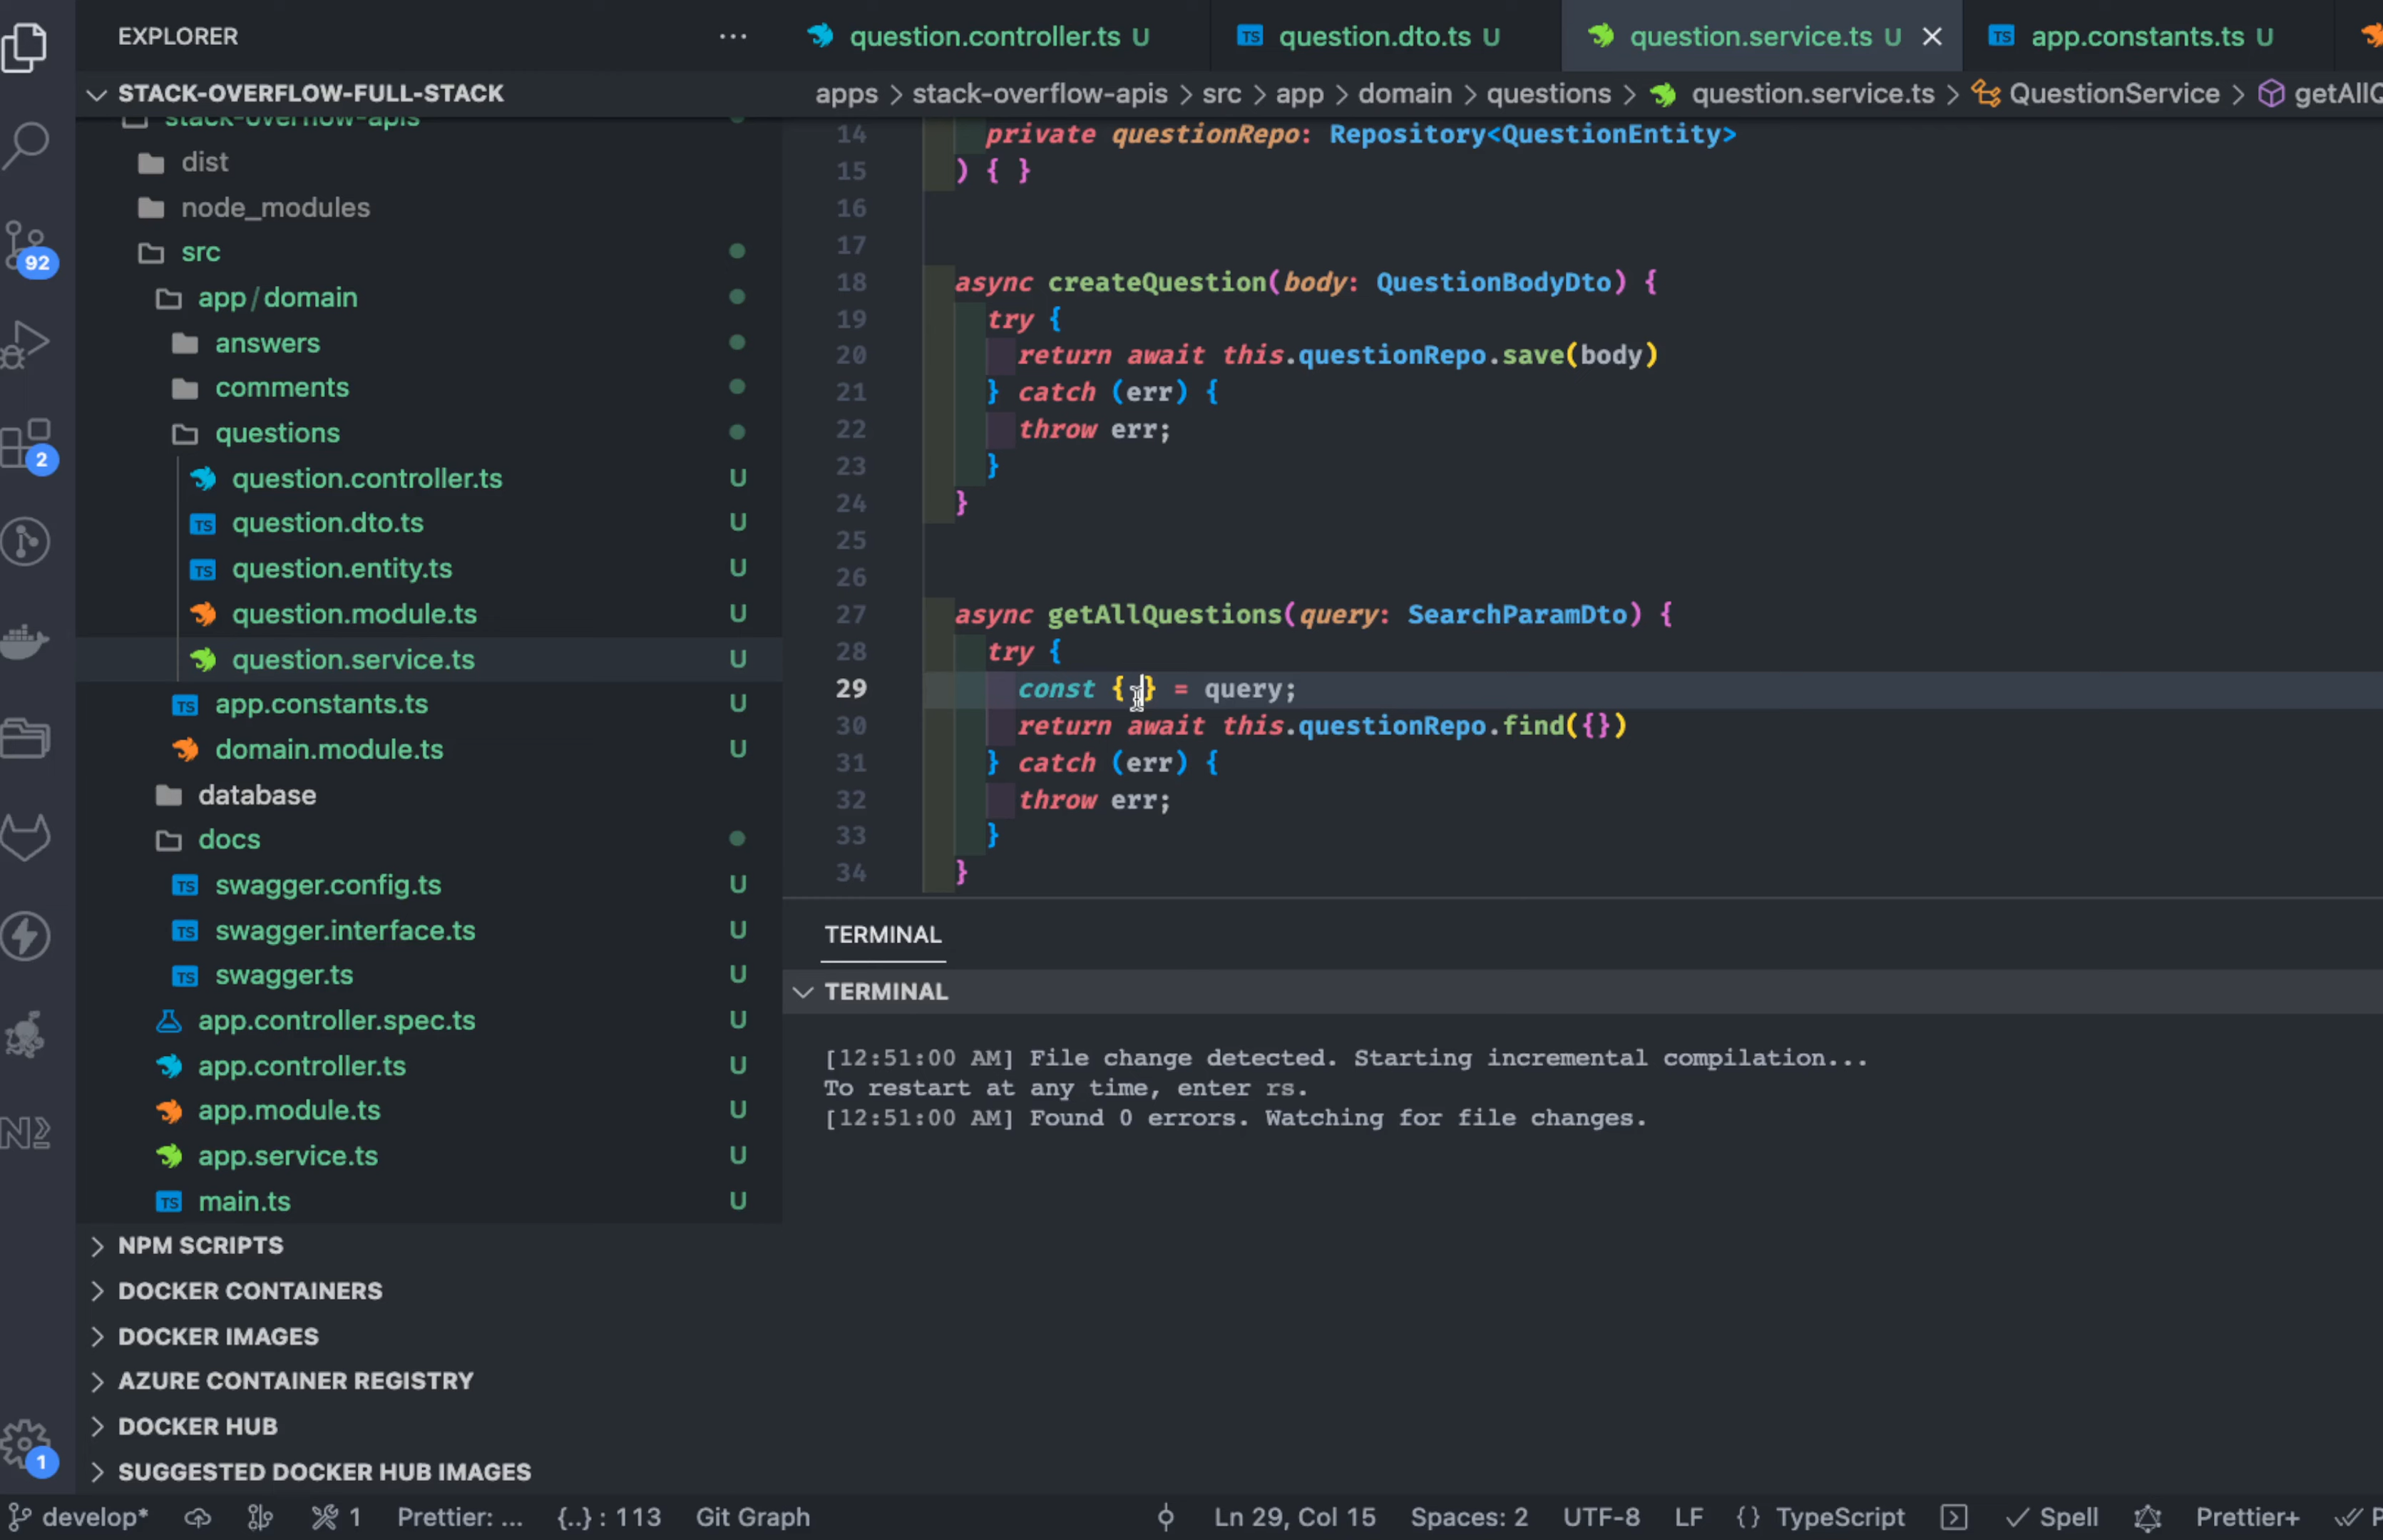 EXPLORER
STACK-OVERFLOW-FULL-STACK
stack-overflow-apis
dist
node_modules
src
app/domain
answers
comments
questions
question.controller.ts U
question.dto.ts U
question.entity.ts U
question.module.ts U
question.service.ts U
app.constants.ts U
domain.module.ts U
database
docs
swagger.config.ts U
swagger.interface.ts U
swagger.ts U
app.controller.spec.ts U
app.controller.ts U
app.module.ts U
app.service.ts U
main.ts U
NPM SCRIPTS
DOCKER CONTAINERS
DOCKER IMAGES
AZURE CONTAINER REGISTRY
DOCKER HUB
SUGGESTED DOCKER HUB IMAGES
92
2
1
question.controller.ts U question.dto.ts U question.service.ts U app.constants.ts U
apps > stack-overflow-apis > src > app > domain > questions > question.service.ts > QuestionService > getAllQ
14 private questionRepo: Repository<QuestionEntity>
15 ) { }
16
17
18 async createQuestion(body: QuestionBodyDto) {
19 try {
20 return await this.questionRepo.save(body)
21 } catch (err) {
22 throw err;
23 }
24 }
25
26
27 async getAllQuestions(query: SearchParamDto) {
28 try {
29 const { } = query;
30 return await this.questionRepo.find({})
31 } catch (err) {
32 throw err;
33 }
34 }
TERMINAL
TERMINAL
[12:51:00 AM] File change detected. Starting incremental compilation...
To restart at any time, enter rs.
[12:51:00 AM] Found 0 errors. Watching for file changes.
develop* 1 Prettier: ... {..} : 113 Git Graph Ln 29, Col 15 Spaces: 2 UTF-8 LF {} TypeScript Spell Prettier+